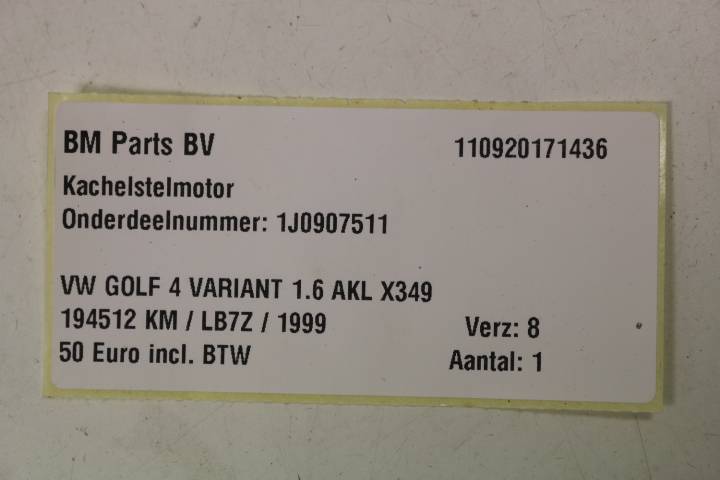 BM Parts BV 110920171436
Kachelstelmotor
Onderdeelnummer: 1J0907511
VW GOLF 4 VARIANT 1.6 AKL X349
194512 KM / LB7Z / 1999 Verz: 8
50 Euro incl. BTW Aantal: 1